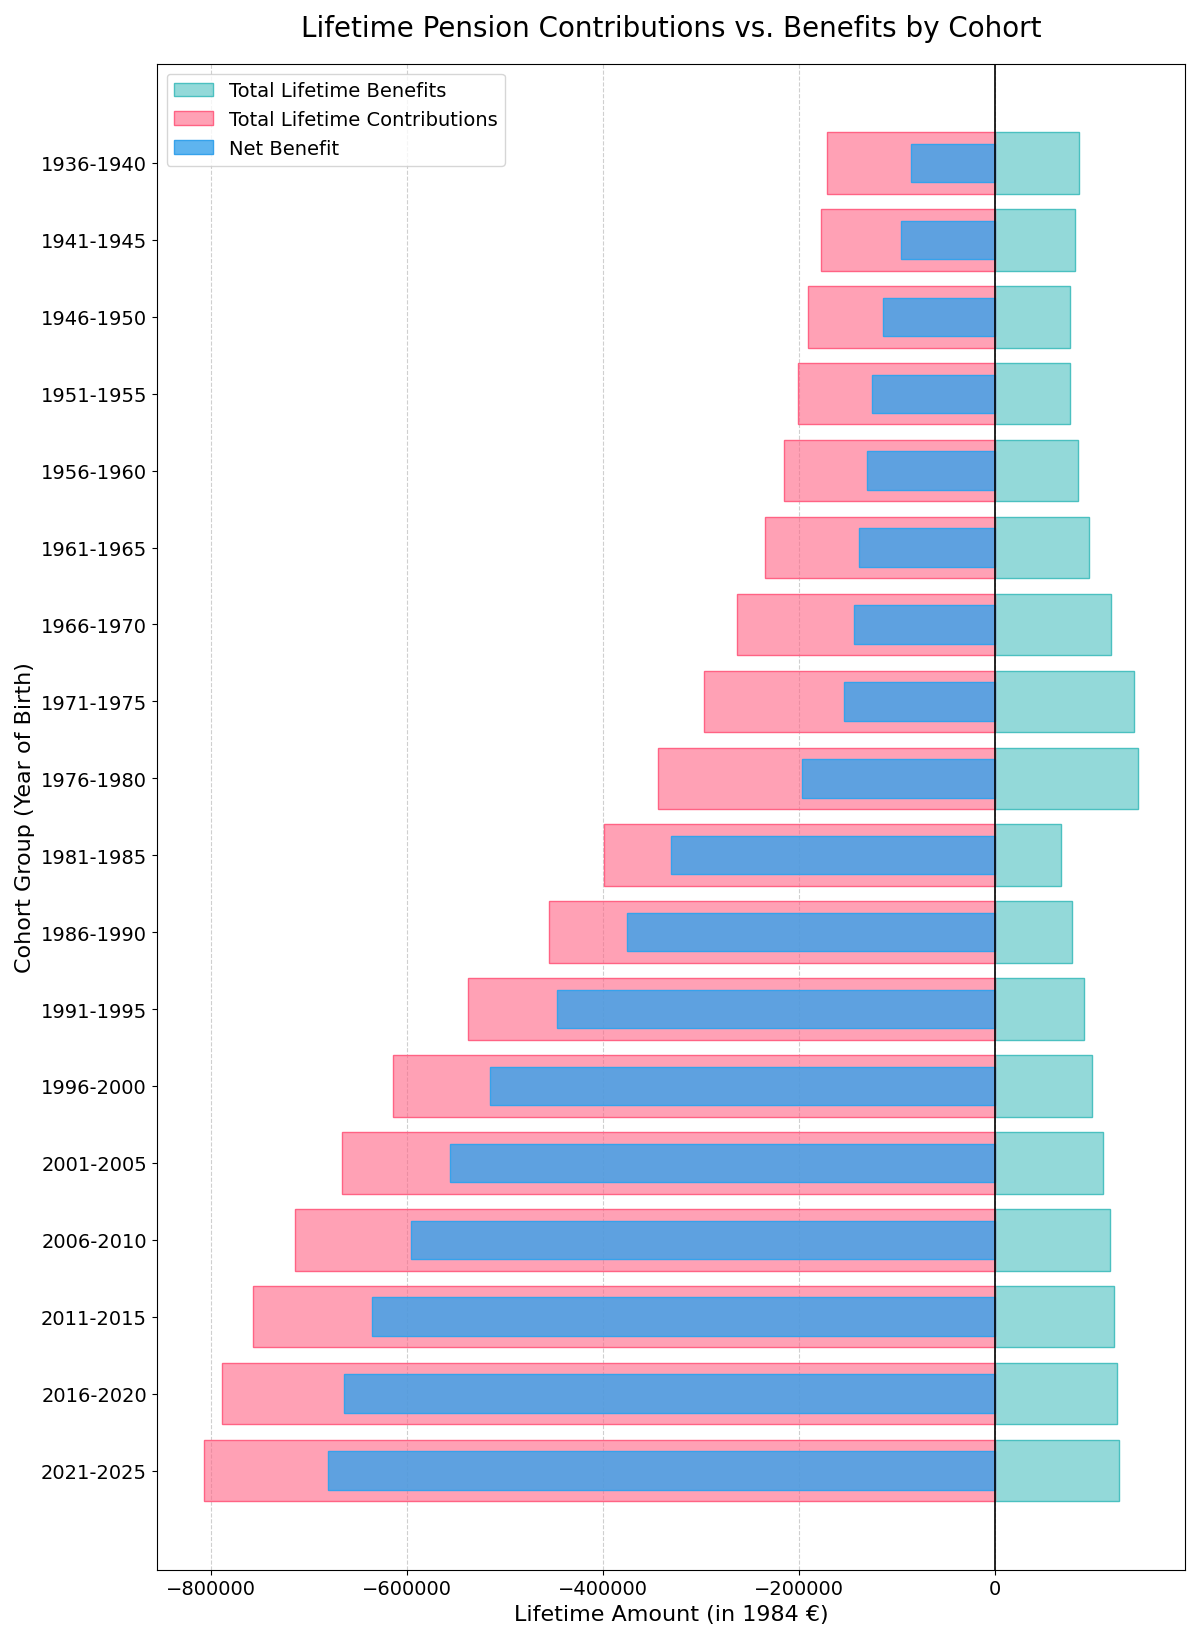 Lifetime Pension Contributions vs. Benefits by Cohort
Total Lifetime Benefits
Total Lifetime Contributions
Net Benefit
Cohort Group (Year of Birth)
1936-1940
1941-1945
1946-1950
1951-1955
1956-1960
1961-1965
1966-1970
1971-1975
1976-1980
1981-1985
1986-1990
1991-1995
1996-2000
2001-2005
2006-2010
2011-2015
2016-2020
2021-2025
−800000 −600000 −400000 −200000 0
Lifetime Amount (in 1984 €)